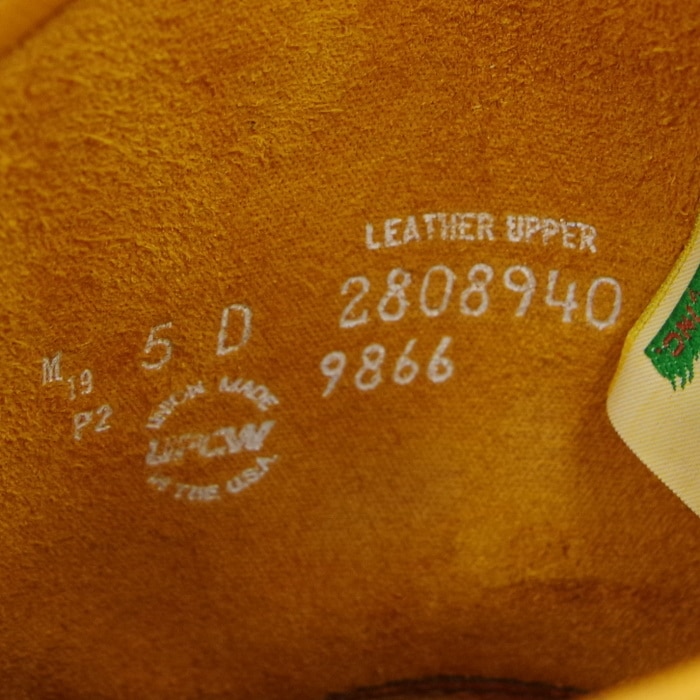 LEATHER UPPER
5 D 2808940
M 19 9866
P2
UNION MADE
UFCW
IN THE U.S.A.